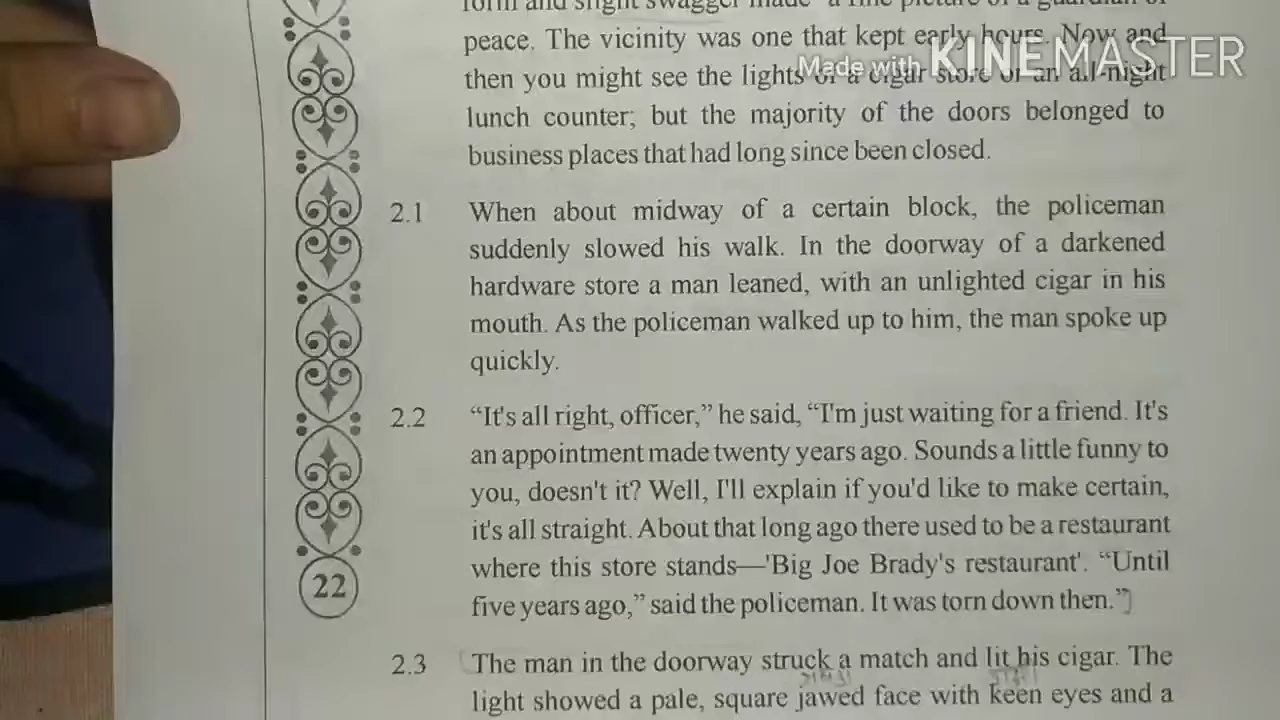 form and slight swagger made a fine picture of a guardian of
peace. The vicinity was one that kept early hours. Now and
Made with KINEMASTER
then you might see the lights of a cigar store or an all-night
lunch counter; but the majority of the doors belonged to
business places that had long since been closed.
2.1 When about midway of a certain block, the policeman
suddenly slowed his walk. In the doorway of a darkened
hardware store a man leaned, with an unlighted cigar in his
mouth. As the policeman walked up to him, the man spoke up
quickly.
2.2 “It's all right, officer,” he said, “I'm just waiting for a friend. It's
an appointment made twenty years ago. Sounds a little funny to
you, doesn't it? Well, I'll explain if you'd like to make certain,
it's all straight. About that long ago there used to be a restaurant
where this store stands—'Big Joe Brady's restaurant'. “Until
five years ago,” said the policeman. It was torn down then.”
22
2.3 The man in the doorway struck a match and lit his cigar. The
light showed a pale, square jawed face with keen eyes and a